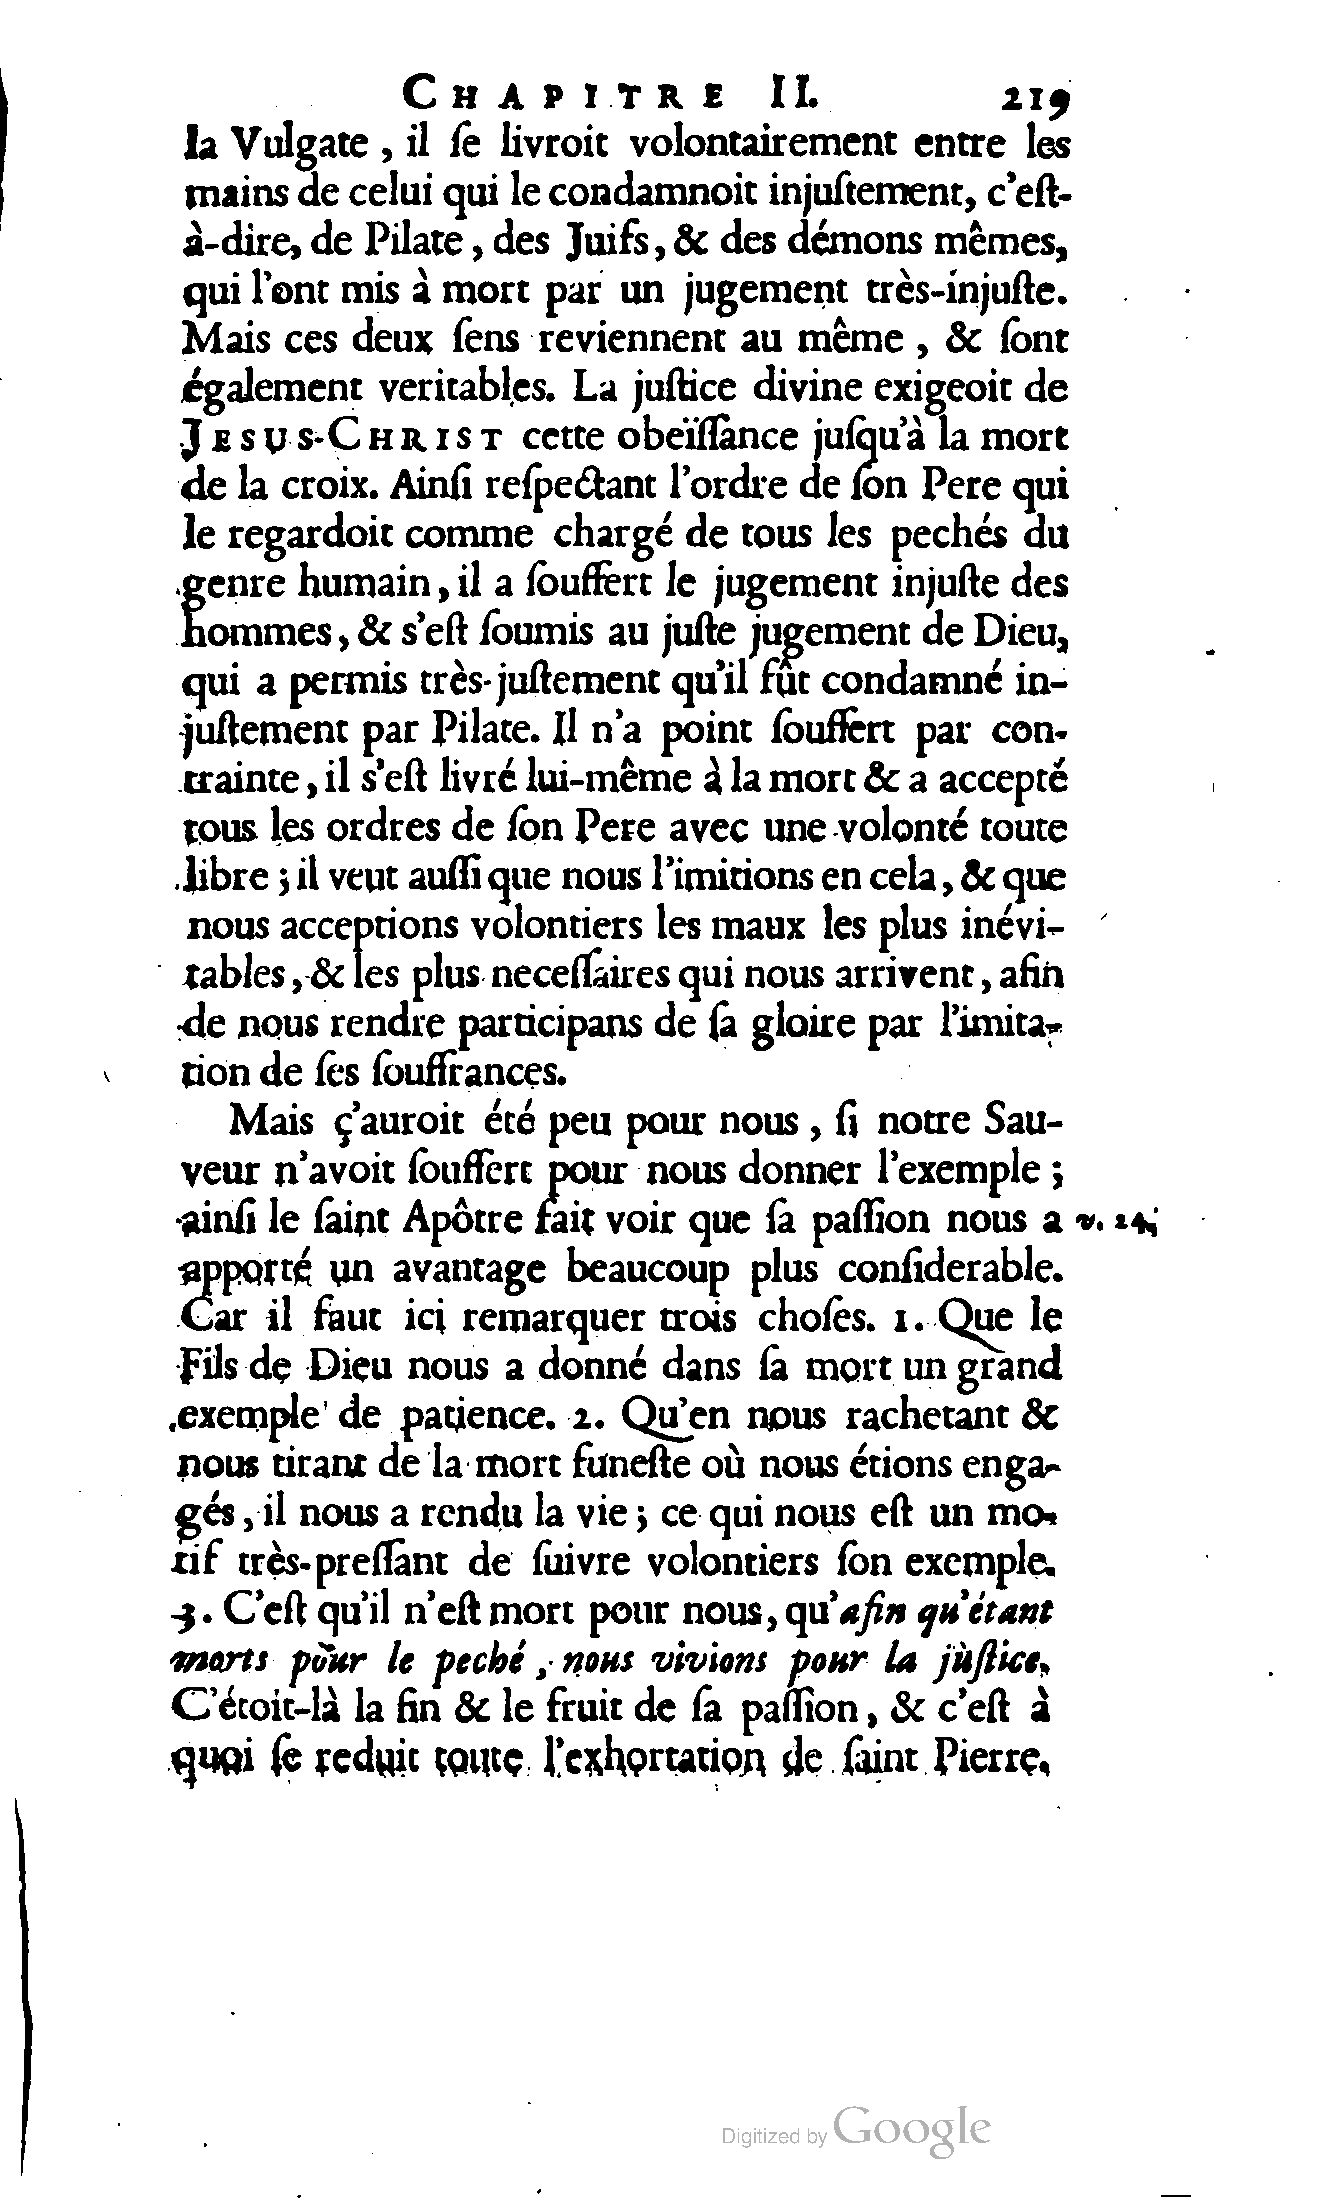 CHAPITRE II. 219
la Vulgate, il ſe livroit volontairement entre les
mains de celui qui le condamnoit injuſtement, c'eſt-
à-dire, de Pilate, des Juifs, & des démons mêmes,
qui l'ont mis à mort par un jugement très-injuſte.
Mais ces deux ſens reviennent au même, & ſont
également veritables. La juſtice divine exigeoit de
JESUS-CHRIST cette obeïſſance juſqu'à la mort
de la croix. Ainſi reſpectant l'ordre de ſon Pere qui
le regardoit comme chargé de tous les pechés du
genre humain, il a ſouffert le jugement injuſte des
hommes, & s'eſt ſoumis au juſte jugement de Dieu,
qui a permis très-juſtement qu'il fût condamné in-
juſtement par Pilate. Il n'a point ſouffert par con-
trainte, il s'eſt livré lui-même à la mort & a accepté
tous les ordres de ſon Pere avec une volonté toute
libre; il veut auſſi que nous l'imitions en cela, & que
nous acceptions volontiers les maux les plus inévi-
tables, & les plus neceſſaires qui nous arrivent, afin
de nous rendre participans de ſa gloire par l'imita-
tion de ſes ſouffrances.
Mais ç'auroit été peu pour nous, ſi notre Sau-
veur n'avoit ſouffert pour nous donner l'exemple;
ainſi le ſaint Apôtre fait voir que ſa paſſion nous a v. 24.
apporté un avantage beaucoup plus conſiderable.
Car il faut ici remarquer trois choſes. 1. Que le
Fils de Dieu nous a donné dans ſa mort un grand
exemple de patience. 2. Qu'en nous rachetant &
nous tirant de la mort funeſte où nous étions enga-
gés, il nous a rendu la vie; ce qui nous eſt un mo-
tif très-preſſant de ſuivre volontiers ſon exemple.
3. C'eſt qu'il n'eſt mort pour nous, qu'afin qu'étant
morts pour le peché, nous vivions pour la juſtice.
C'étoit-là la fin & le fruit de ſa paſſion, & c'eſt à
quoi ſe reduit toute l'exhortation de ſaint Pierre.
Digitized by Google